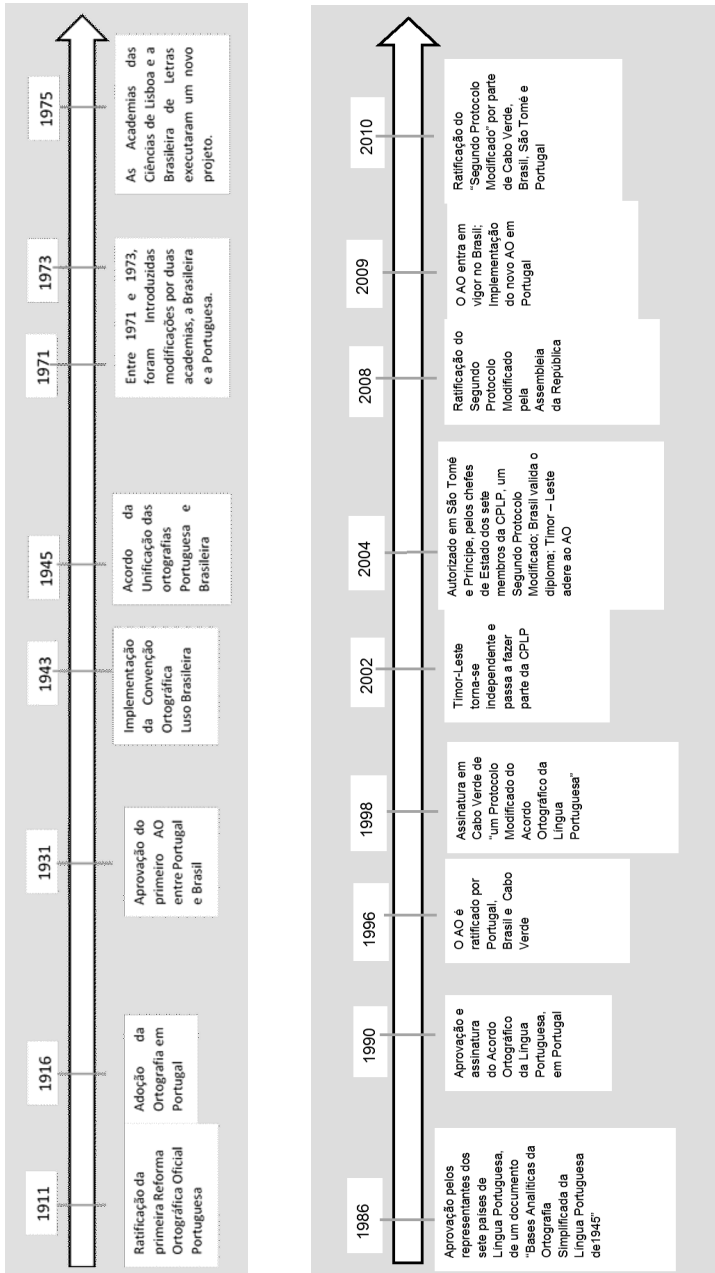 1911
Ratificação da
primeira Reforma
Ortográfica Oficial
Portuguesa
1916
Adoção da
Ortografia em
Portugal
1931
Aprovação do
primeiro AO
entre Portugal
e Brasil
1943
Implementação
da Convenção
Ortográfica
Luso Brasileira
1945
Acordo da
Unificação das
ortografias
Portuguesa e
Brasileira
1971
1973
Entre 1971 e 1973,
foram Introduzidas
modificações por duas
academias, a Brasileira
e a Portuguesa.
1975
As Academias das
Ciências de Lisboa e a
Brasileira de Letras
executaram um novo
projeto.
1986
Aprovação pelos
representantes dos
sete países de
Língua Portuguesa,
de um documento
"Bases Analíticas da
Ortografia
Simplificada da
Língua Portuguesa
de1945"
1990
Aprovação e
assinatura
do Acordo
Ortográfico
da Língua
Portuguesa,
em Portugal
1996
O AO é
ratificado por
Portugal,
Brasil e Cabo
Verde
1998
Assinatura em
Cabo Verde de
"um Protocolo
Modificado do
Acordo
Ortográfico da
Língua
Portuguesa"
2002
Timor-Leste
torna-se
independente e
passa a fazer
parte da CPLP
2004
Autorizado em São Tomé
e Príncipe, pelos chefes
de Estado dos sete
membros da CPLP, um
Segundo Protocolo
Modificado; Brasil valida o
diploma; Timor – Leste
adere ao AO
2008
Ratificação do
Segundo
Protocolo
Modificado
pela
Assembleia
da República
2009
O AO entra em
vigor no Brasil;
Implementação
do novo AO em
Portugal
2010
Ratificação do
"Segundo Protocolo
Modificado" por parte
de Cabo Verde,
Brasil, São Tomé e
Portugal